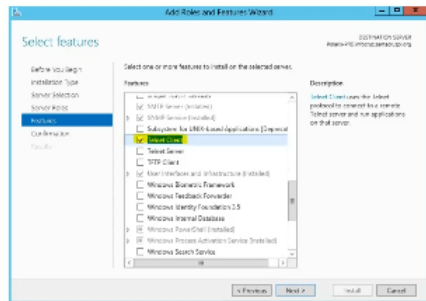 Add Roles and Features Wizard
Select features
DESTINATION SERVER
Before You Begin
Installation Type
Server Selection
Server Roles
Features
Confirmation
Results
Select one or more features to install on the selected server.
Features
SMTP Server (Installed)
SNMP Service (Installed)
Subsystem for UNIX-based Applications [Deprecat
Telnet Client
Telnet Server
TFTP Client
User Interfaces and Infrastructure (Installed)
Windows Biometric Framework
Windows Feedback Forwarder
Windows Identity Foundation 3.5
Windows Internal Database
Windows PowerShell (Installed)
Windows Process Activation Service (Installed)
Windows Search Service
Description
Telnet Client uses the Telnet
protocol to connect to a remote
Telnet server and run applications
on that server.
< Previous
Next >
Install
Cancel